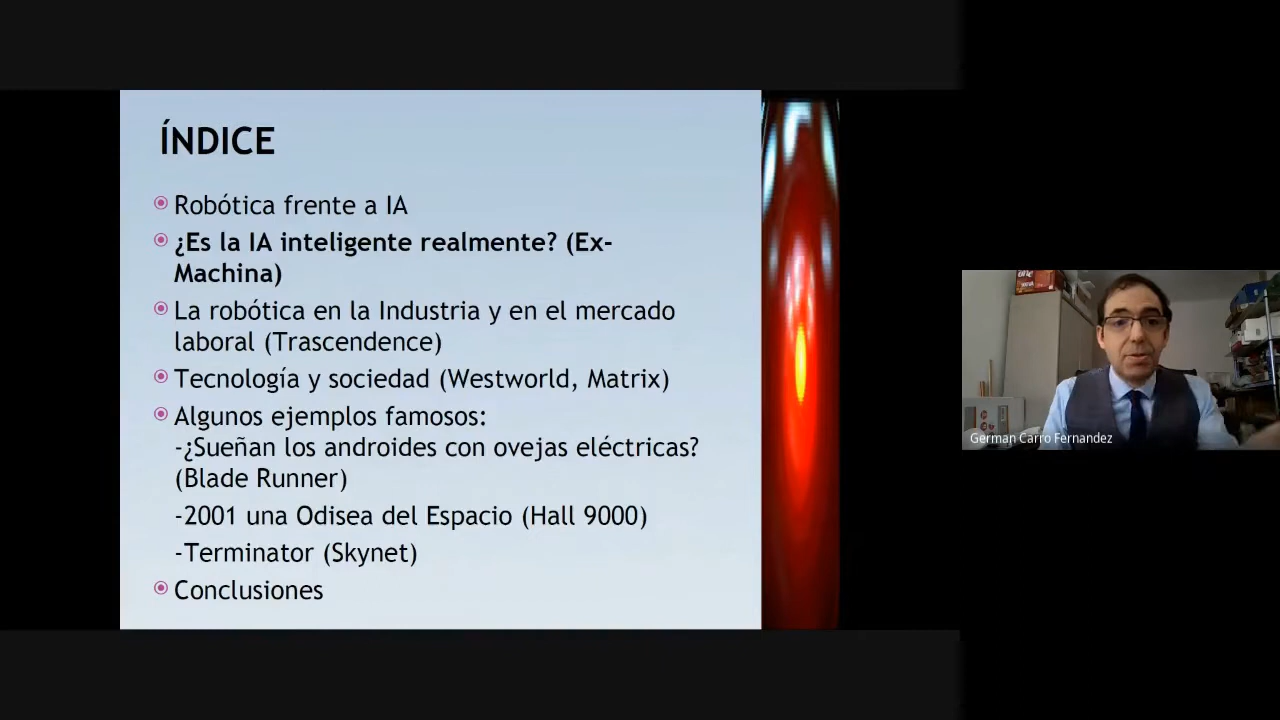 ÍNDICE
Robótica frente a IA
¿Es la IA inteligente realmente? (Ex-
Machina)
La robótica en la Industria y en el mercado
laboral (Trascendence)
Tecnología y sociedad (Westworld, Matrix)
Algunos ejemplos famosos:
-¿Sueñan los androides con ovejas eléctricas?
(Blade Runner)
-2001 una Odisea del Espacio (Hall 9000)
-Terminator (Skynet)
Conclusiones
German Carro Fernandez